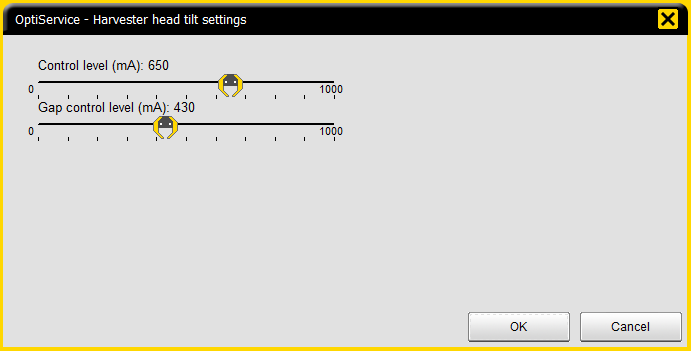 OptiService - Harvester head tilt settings
Control level (mA): 650
0 1000
Gap control level (mA): 430
0 1000
OK Cancel